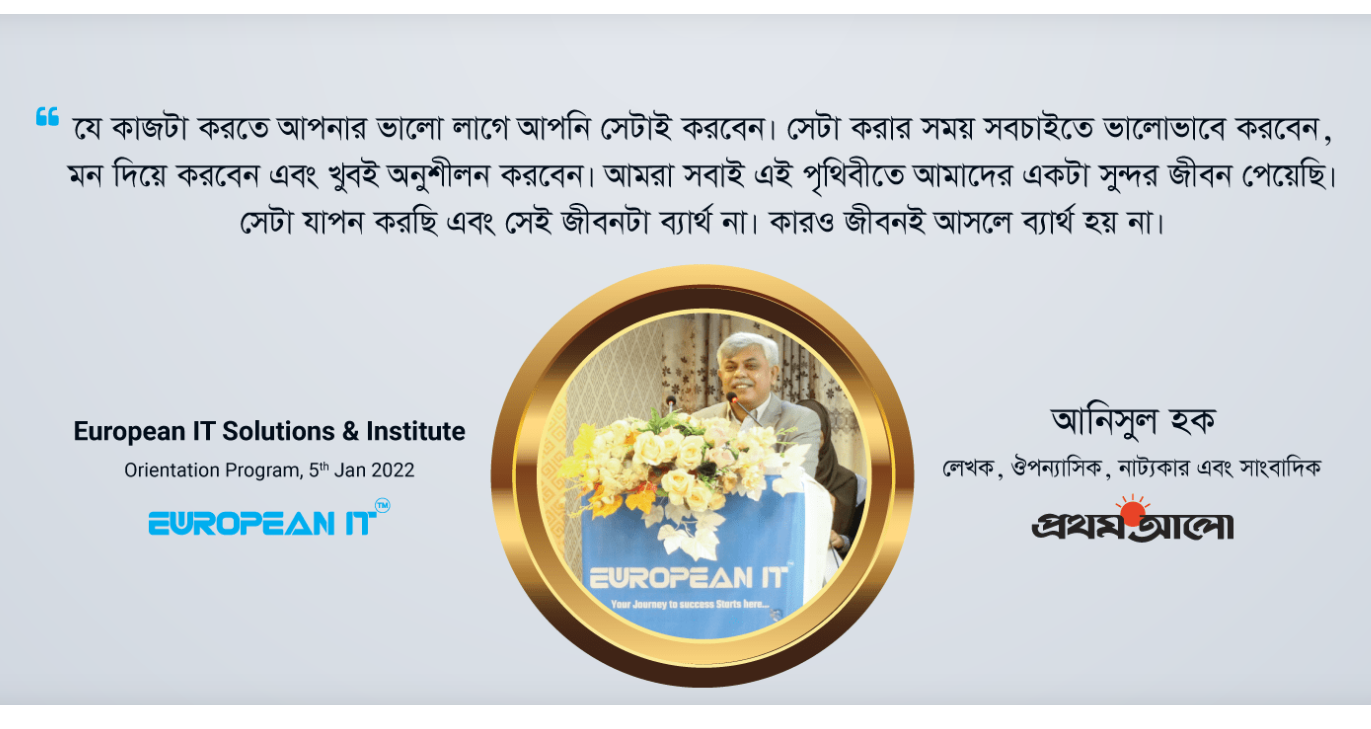 “ যে কাজটা করতে আপনার ভালো লাগে আপনি সেটাই করবেন। সেটা করার সময় সবচাইতে ভালোভাবে করবেন,
মন দিয়ে করবেন এবং খুবই অনুশীলন করবেন। আমরা সবাই এই পৃথিবীতে আমাদের একটা সুন্দর জীবন পেয়েছি।
সেটা যাপন করছি এবং সেই জীবনটা ব্যার্থ না। কারও জীবনই আসলে ব্যার্থ হয় না।
European IT Solutions & Institute
Orientation Program, 5th Jan 2022
EUROPEAN IT™
EUROPEAN IT
Your Journey to success Starts here...
আনিসুল হক
লেখক, ঔপন্যাসিক, নাট্যকার এবং সাংবাদিক
প্রথম আলো